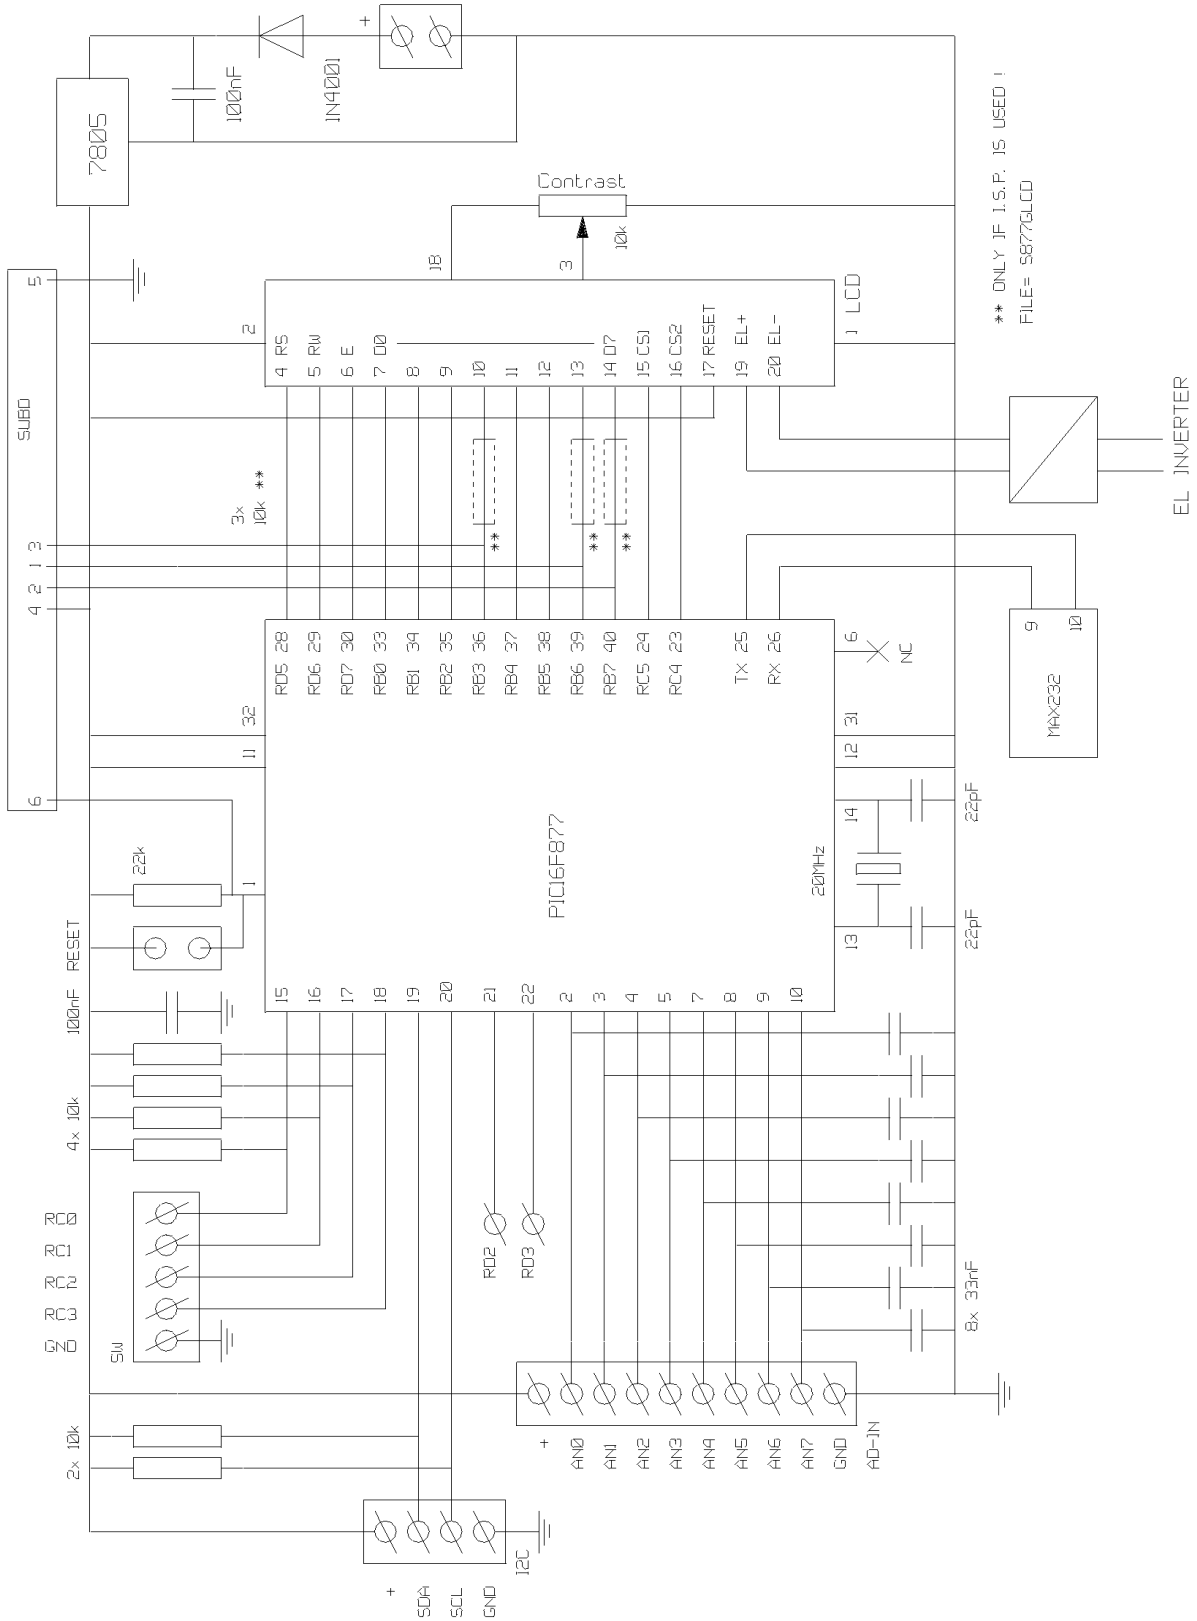 SUBD
6
4
2
1
3
5
7805
100nF
1N4001
+
2x 10k
RC0
RC1
RC2
RC3
GND
SW
4x 10k
100nF
RESET
22k
3x
10k **
1
11
32
2
15
16
17
18
19
20
21
22
2
3
4
5
7
8
9
10
PIC16F877
RD5 28
RD6 29
RD7 30
RB0 33
RB1 34
RB2 35
RB3 36
RB4 37
RB5 38
RB6 39
RB7 40
RC5 24
RC4 23
TX 25
RX 26
**
**
**
4 RS
5 RW
6 E
7 D0
8
9
10
11
12
13
14 D7
15 CS1
16 CS2
17 RESET
19 EL+
20 EL-
1 LCD
18
3
Contrast
10k
RD2
RD3
+
SDA
SCL
GND
I2C
+
AN0
AN1
AN2
AN3
AN4
AN5
AN6
AN7
GND
AD-IN
8x 33nF
13
20MHz
14
12
31
6
NC
22pF
22pF
9
10
MAX232
EL INVERTER
** ONLY IF I.S.P. IS USED !
FILE= S877GLCD